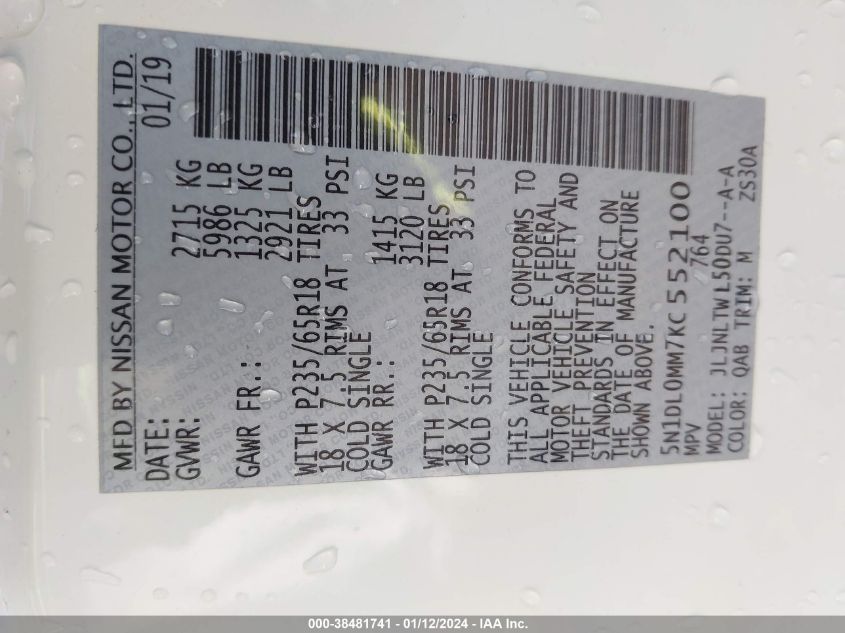 MFD BY NISSAN MOTOR CO., LTD.
DATE: 01/19
GVWR: 2715 KG
5986 LB
GAWR FR.: 1325 KG
2921 LB
WITH P235/65R18 TIRES
18 X 7.5 RIMS AT 33 PSI
COLD SINGLE
GAWR RR.: 1415 KG
3120 LB
WITH P235/65R18 TIRES
18 X 7.5 RIMS AT 33 PSI
COLD SINGLE
THIS VEHICLE CONFORMS TO
ALL APPLICABLE FEDERAL
MOTOR VEHICLE SAFETY AND
THEFT PREVENTION
STANDARDS IN EFFECT ON
THE DATE OF MANUFACTURE
SHOWN ABOVE.
5N1DL0MM7KC552100
MPV 764
MODEL: JLJNLTWL50DU7--A-A
COLOR: QAB TRIM: M ZS30A
000-38481741 - 01/12/2024 - IAA Inc.